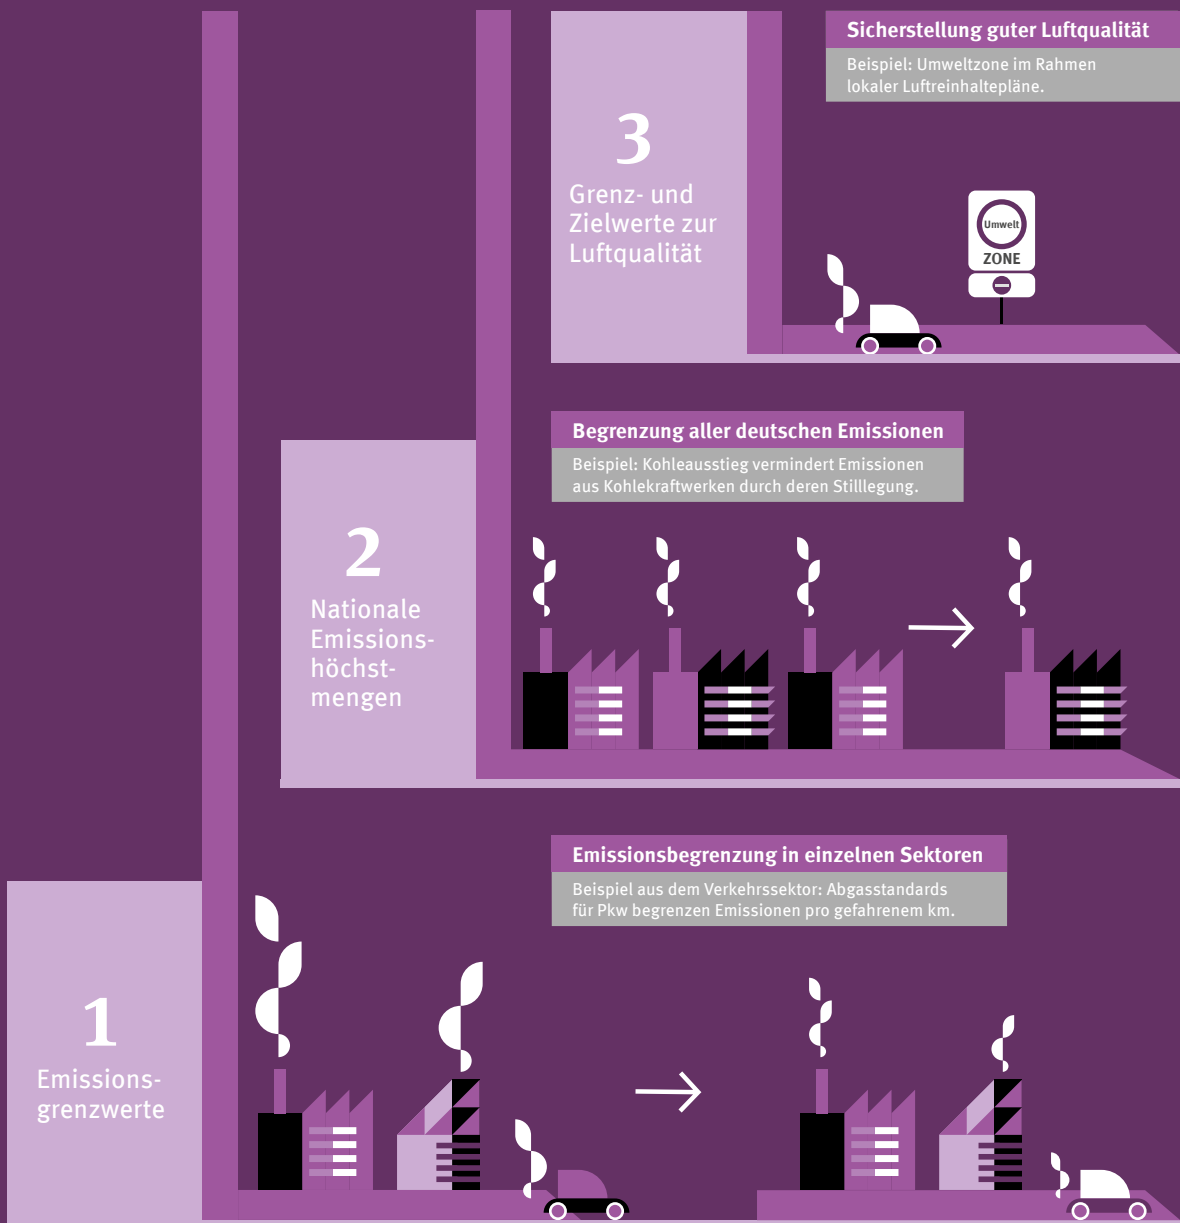 Sicherstellung guter Luftqualität
Beispiel: Umweltzone im Rahmen
lokaler Luftreinhaltepläne.
3
Grenz- und
Zielwerte zur
Luftqualität
Umwelt
ZONE
Begrenzung aller deutschen Emissionen
Beispiel: Kohleausstieg vermindert Emissionen
aus Kohlekraftwerken durch deren Stilllegung.
2
Nationale
Emissions-
höchst-
mengen
Emissionsbegrenzung in einzelnen Sektoren
Beispiel aus dem Verkehrssektor: Abgasstandards
für Pkw begrenzen Emissionen pro gefahrenem km.
1
Emissions-
grenzwerte